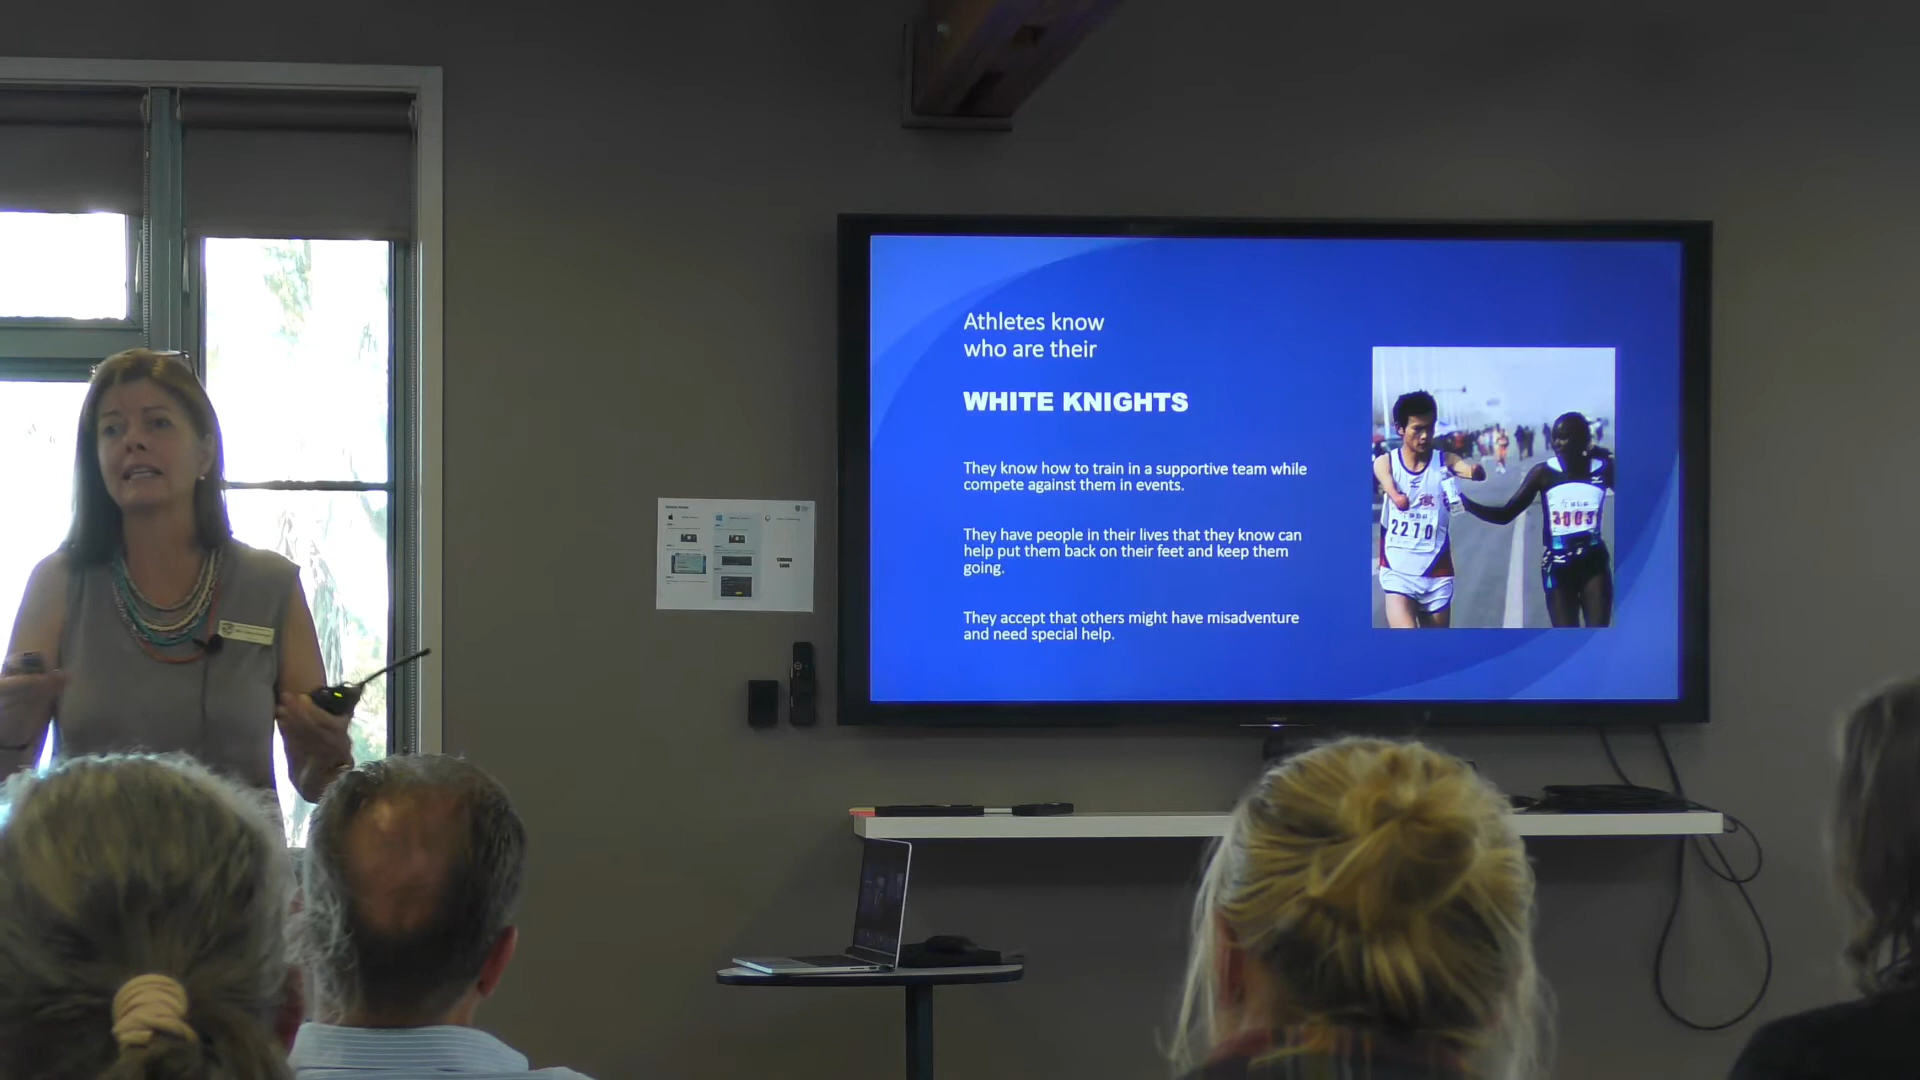 Athletes know
who are their
WHITE KNIGHTS
They know how to train in a supportive team while
compete against them in events.
They have people in their lives that they know can
help put them back on their feet and keep them
going.
They accept that others might have misadventure
and need special help.
2270
3003